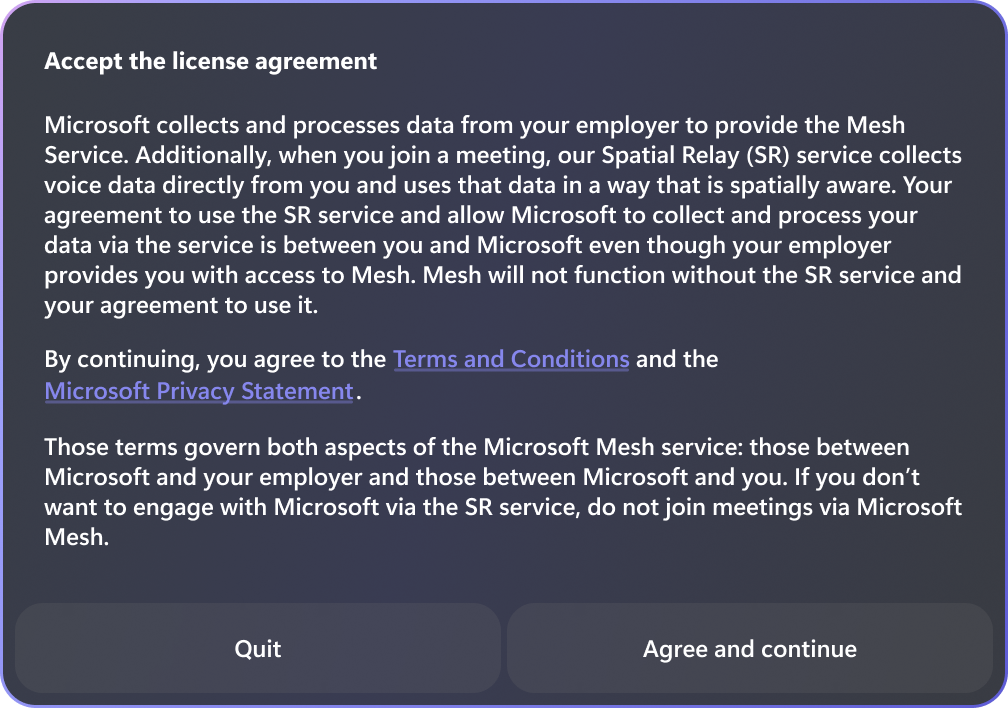 Accept the license agreement
Microsoft collects and processes data from your employer to provide the Mesh
Service. Additionally, when you join a meeting, our Spatial Relay (SR) service collects
voice data directly from you and uses that data in a way that is spatially aware. Your
agreement to use the SR service and allow Microsoft to collect and process your
data via the service is between you and Microsoft even though your employer
provides you with access to Mesh. Mesh will not function without the SR service and
your agreement to use it.
By continuing, you agree to the Terms and Conditions and the
Microsoft Privacy Statement.
Those terms govern both aspects of the Microsoft Mesh service: those between
Microsoft and your employer and those between Microsoft and you. If you don’t
want to engage with Microsoft via the SR service, do not join meetings via Microsoft
Mesh.
Quit
Agree and continue